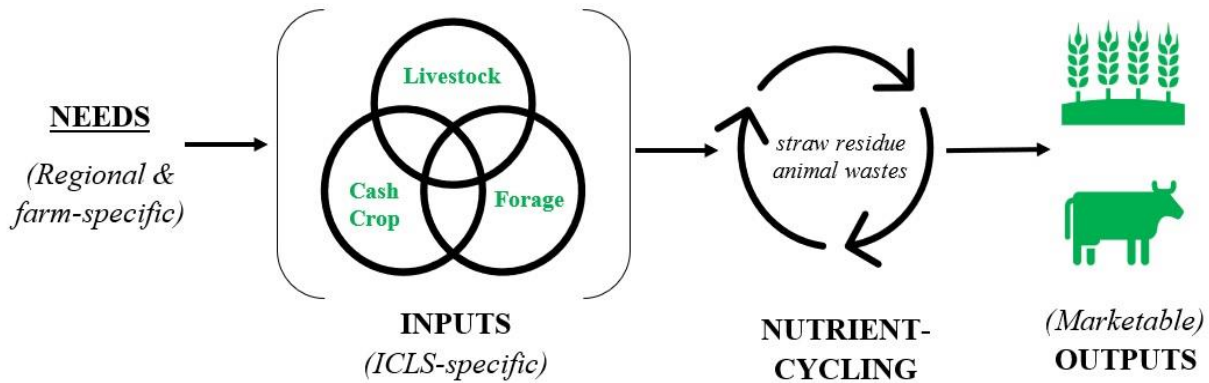 NEEDS
(Regional &
farm-specific)
Livestock
Cash
Crop
Forage
INPUTS
(ICLS-specific)
straw residue
animal wastes
NUTRIENT-
CYCLING
(Marketable)
OUTPUTS